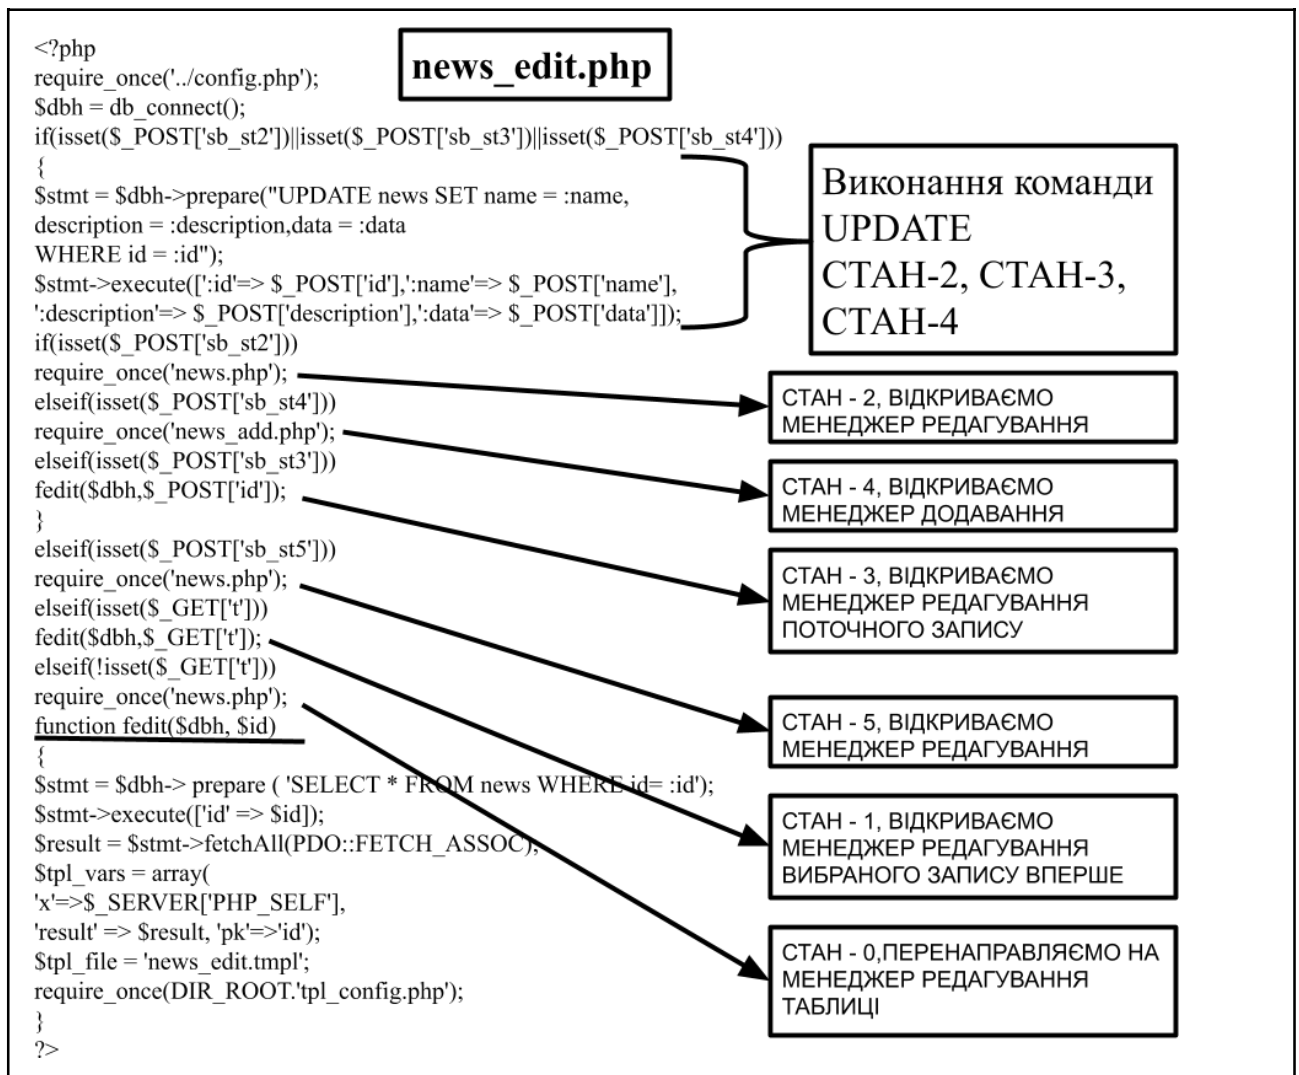 <?php
news_edit.php
require_once('../config.php');
$dbh = db_connect();
if(isset($_POST['sb_st2'])||isset($_POST['sb_st3'])||isset($_POST['sb_st4']))
{
$stmt = $dbh->prepare("UPDATE news SET name = :name,
description = :description,data = :data
WHERE id = :id");
$stmt->execute([':id'=> $_POST['id'],':name'=> $_POST['name'],
':description'=> $_POST['description'],':data'=> $_POST['data']]);
if(isset($_POST['sb_st2']))
require_once('news.php');
elseif(isset($_POST['sb_st4']))
require_once('news_add.php');
elseif(isset($_POST['sb_st3']))
fedit($dbh,$_POST['id']);
}
elseif(isset($_POST['sb_st5']))
require_once('news.php');
elseif(isset($_GET['t']))
fedit($dbh,$_GET['t']);
elseif(!isset($_GET['t']))
require_once('news.php');
function fedit($dbh, $id)
{
$stmt = $dbh-> prepare ( 'SELECT * FROM news WHERE id= :id');
$stmt->execute(['id' => $id]);
$result = $stmt->fetchAll(PDO::FETCH_ASSOC);
$tpl_vars = array(
'x'=>$_SERVER['PHP_SELF'],
'result' => $result, 'pk'=>'id');
$tpl_file = 'news_edit.tmpl';
require_once(DIR_ROOT.'tpl_config.php');
}
?>
Виконання команди
UPDATE
СТАН-2, СТАН-3,
СТАН-4
СТАН - 2, ВІДКРИВАЄМО
МЕНЕДЖЕР РЕДАГУВАННЯ
СТАН - 4, ВІДКРИВАЄМО
МЕНЕДЖЕР ДОДАВАННЯ
СТАН - 3, ВІДКРИВАЄМО
МЕНЕДЖЕР РЕДАГУВАННЯ
ПОТОЧНОГО ЗАПИСУ
СТАН - 5, ВІДКРИВАЄМО
МЕНЕДЖЕР РЕДАГУВАННЯ
СТАН - 1, ВІДКРИВАЄМО
МЕНЕДЖЕР РЕДАГУВАННЯ
ВИБРАНОГО ЗАПИСУ ВПЕРШЕ
СТАН - 0,ПЕРЕНАПРАВЛЯЄМО НА
МЕНЕДЖЕР РЕДАГУВАННЯ
ТАБЛИЦІ